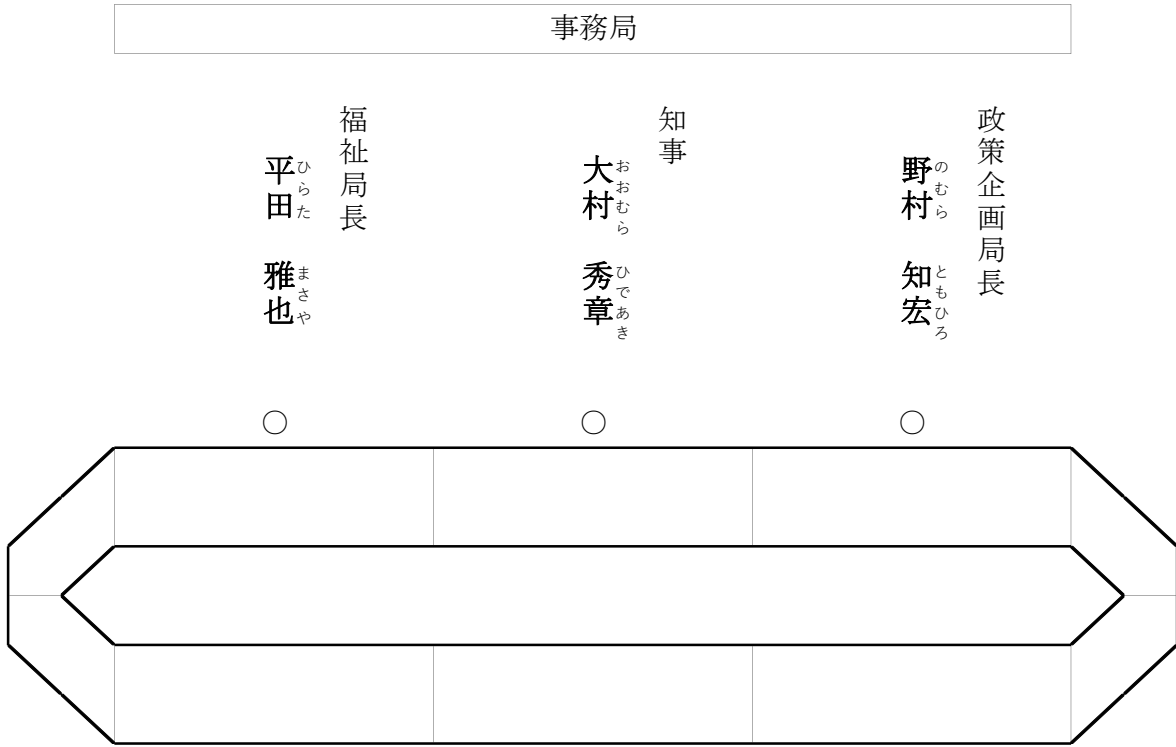 事務局
政策企画局長
野村 知宏
のむら ともひろ
知事
大村 秀章
おおむら ひであき
福祉局長
平田 雅也
ひらた まさや
○ ○ ○